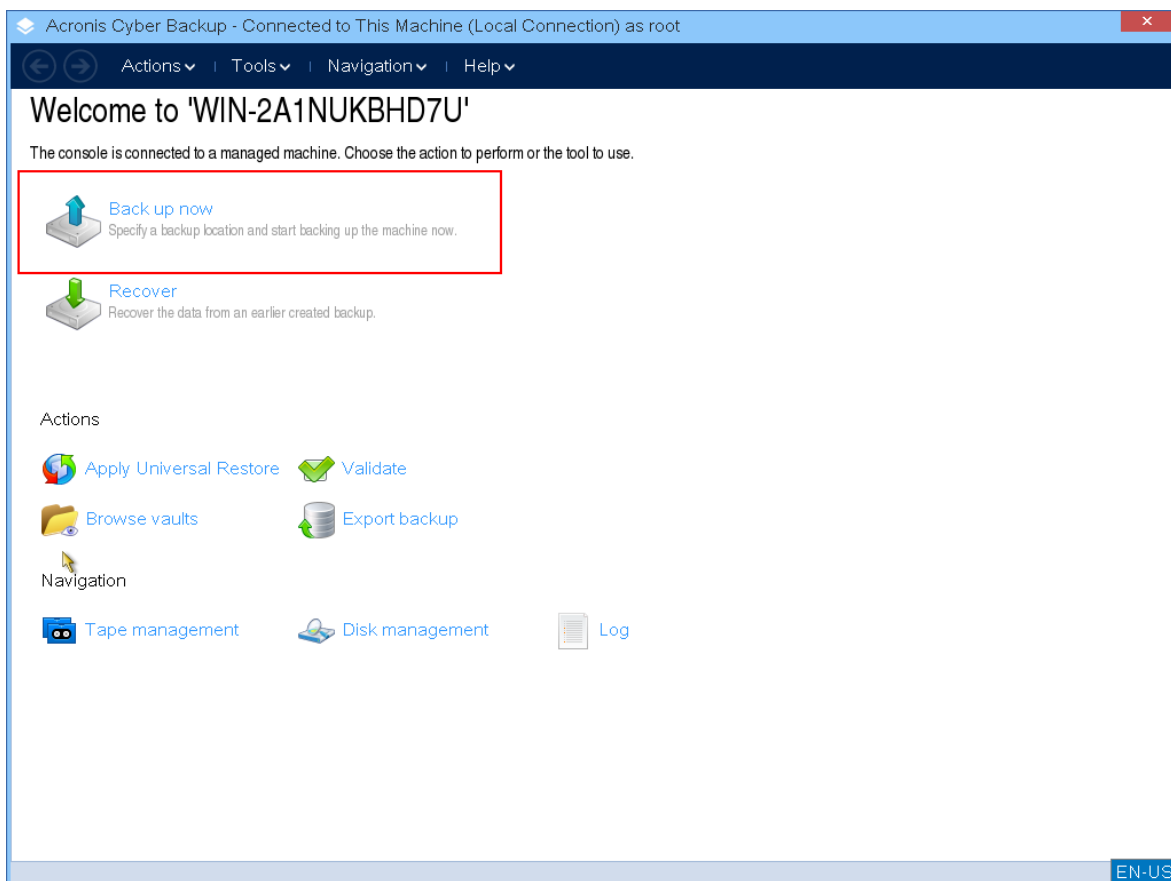 Acronis Cyber Backup - Connected to This Machine (Local Connection) as root
Actions Tools Navigation Help
Welcome to 'WIN-2A1NUKBHD7U'
The console is connected to a managed machine. Choose the action to perform or the tool to use.
Back up now
Specify a backup location and start backing up the machine now.
Recover
Recover the data from an earlier created backup.
Actions
Apply Universal Restore Validate
Browse vaults Export backup
Navigation
Tape management Disk management Log
EN-US